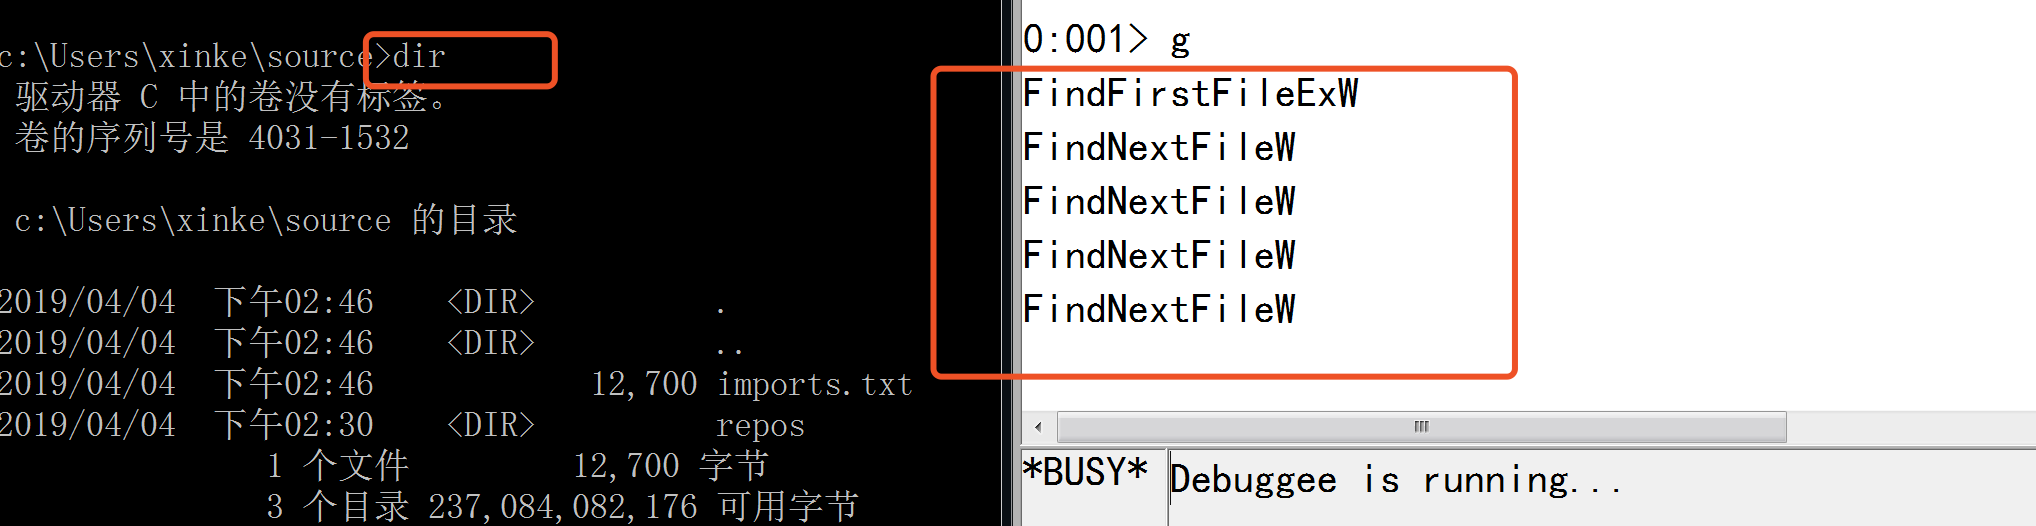 c:\Users\xinke\source>dir
驱动器 C 中的卷没有标签。
卷的序列号是 4031-1532
c:\Users\xinke\source 的目录
2019/04/04 下午02:46 <DIR> .
2019/04/04 下午02:46 <DIR> ..
2019/04/04 下午02:46 12,700 imports.txt
2019/04/04 下午02:30 <DIR> repos
1 个文件 12,700 字节
3 个目录 237,084,082,176 可用字节
0:001> g
FindFirstFileExW
FindNextFileW
FindNextFileW
FindNextFileW
FindNextFileW
*BUSY* Debuggee is running...